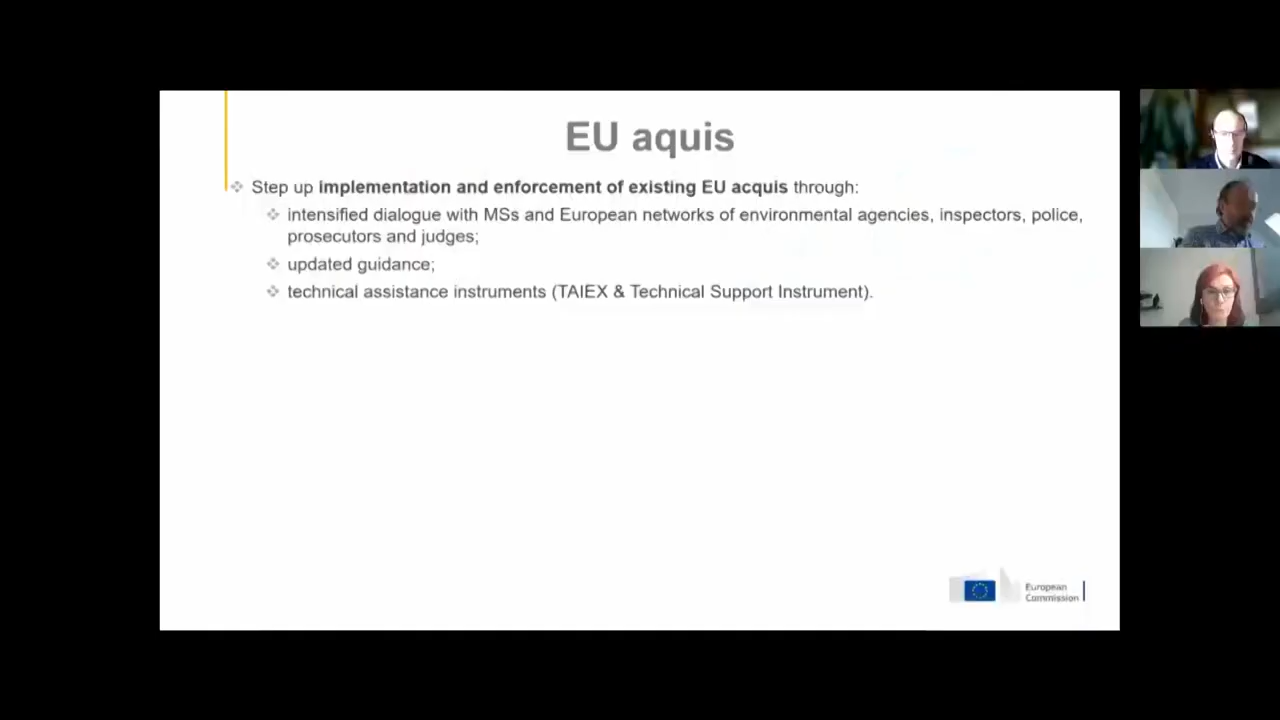 EU aquis
Step up implementation and enforcement of existing EU acquis through:
intensified dialogue with MSs and European networks of environmental agencies, inspectors, police,
prosecutors and judges;
updated guidance;
technical assistance instruments (TAIEX & Technical Support Instrument).
European
Commission